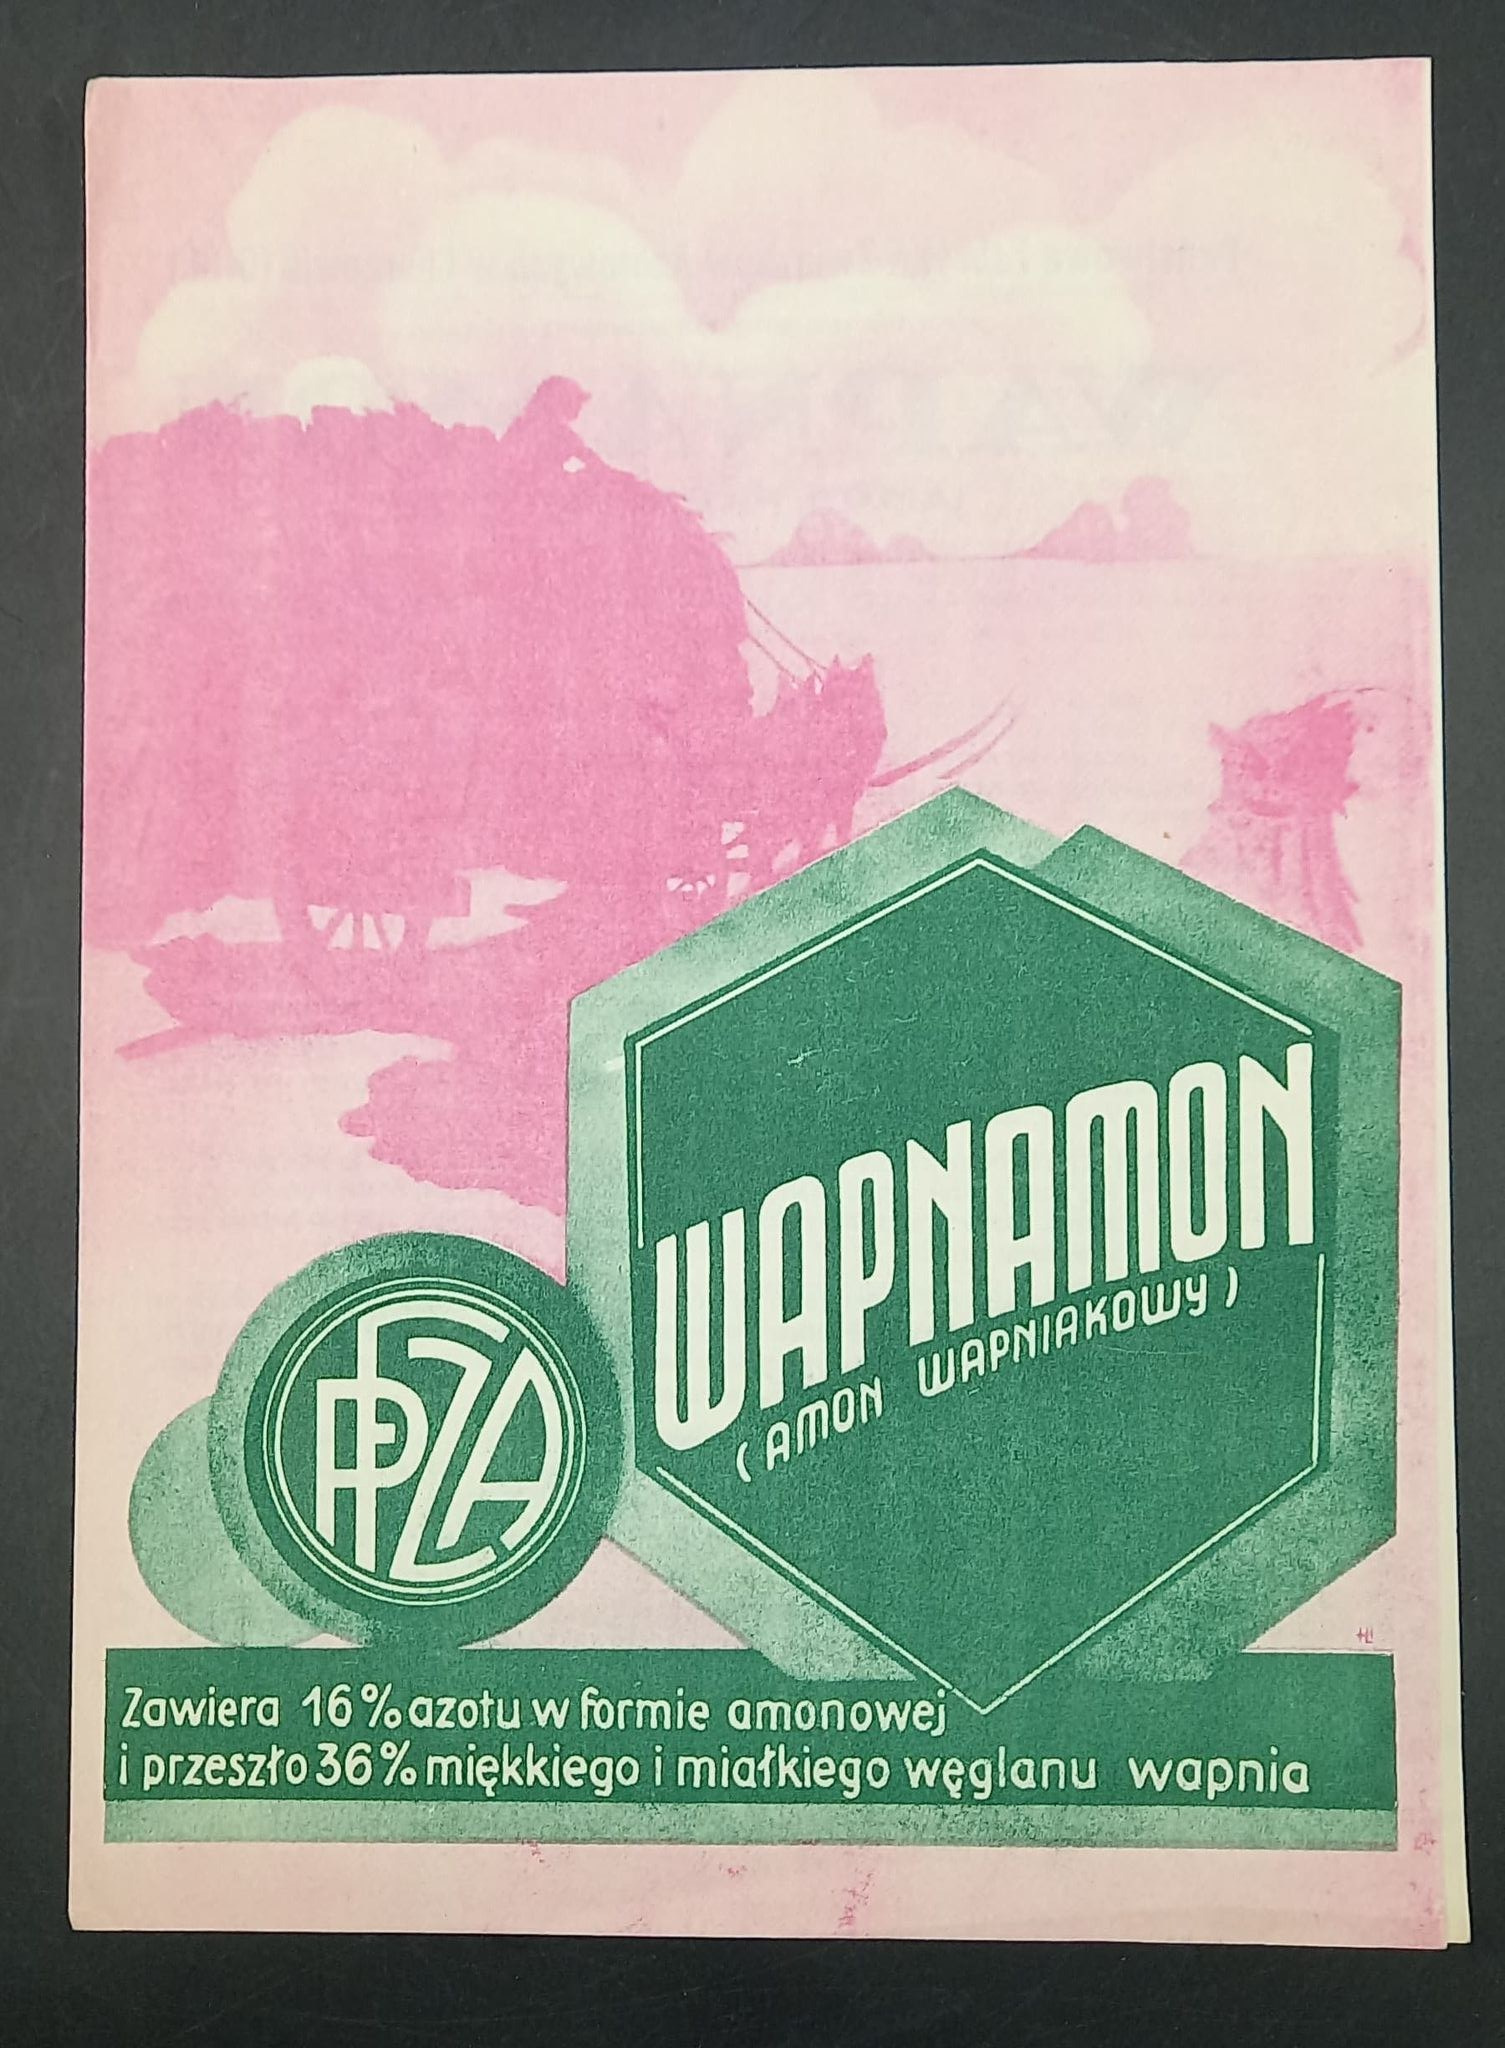 WAPNAMON
(AMON WAPNIAKOWY)
PFZA
Zawiera 16% azotu w formie amonowej
i przeszło 36% miękkiego i miałkiego węglanu wapnia